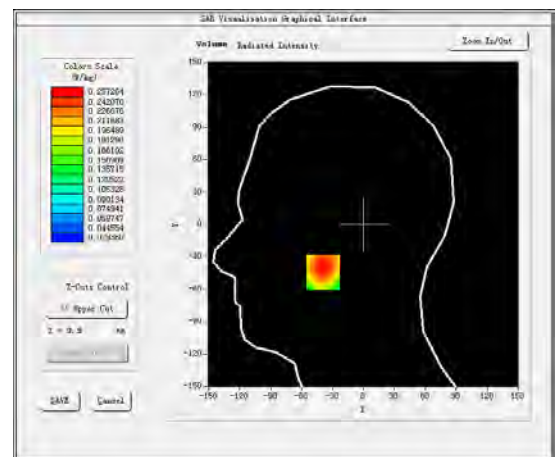 SAR Visualisation Graphical Interface
Volume Radiated Intensity
Zoom In/Out
Colors Scale
(W/kg)
0.257264
0.242070
0.226876
0.211683
0.196489
0.181296
0.166102
0.150909
0.135715
0.120522
0.105328
0.090134
0.074941
0.059747
0.044554
150
120
90
60
30
0
-30
-60
-90
-120
-150
Y
-150 -120 -90 -60 -30 0 30 60 90 120 150
X
Z-Cuts Control
Upper Cut
mm
SAVE
Cancel